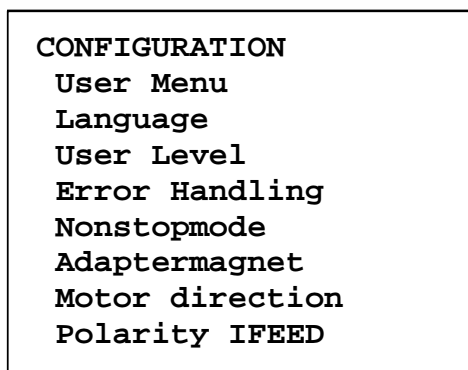 CONFIGURATION
User Menu
Language
User Level
Error Handling
Nonstopmode
Adaptermagnet
Motor direction
Polarity IFEED